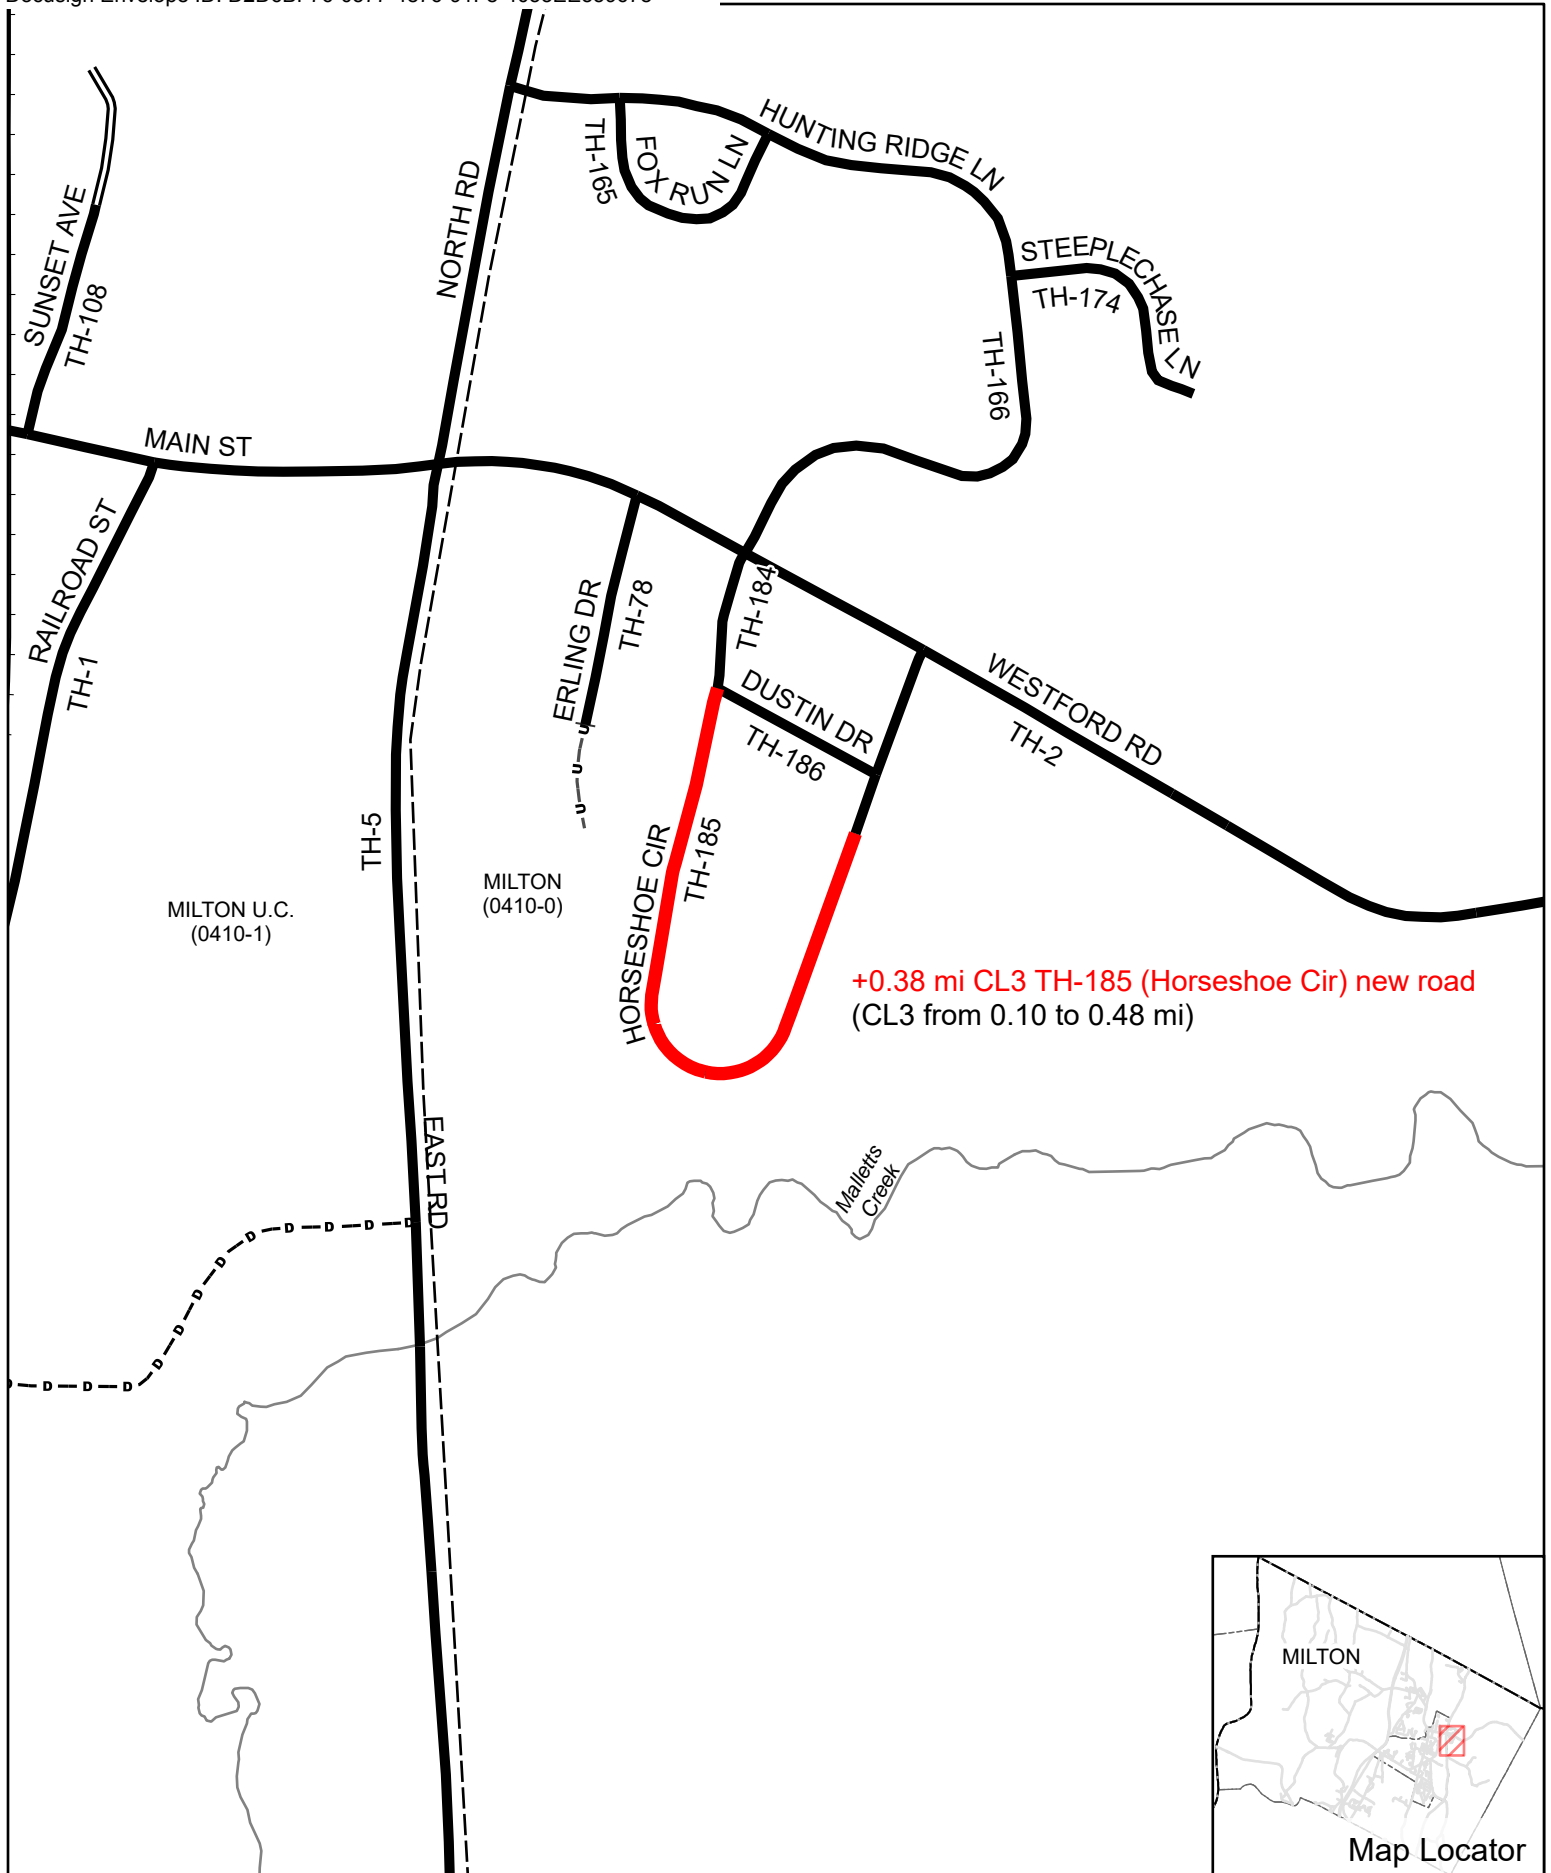 HUNTING RIDGE LN
TH-165
FOX RUN LN
NORTH RD
SUNSET AVE
TH-108
STEEPLECHASE LN
TH-174
TH-166
MAIN ST
RAILROAD ST
TH-1
ERLING DR
TH-78
TH-184
DUSTIN DR
TH-186
WESTFORD RD
TH-2
U
U
U
TH-5
HORSESHOE CIR
TH-185
MILTON
(0410-0)
MILTON U.C.
(0410-1)
+0.38 mi CL3 TH-185 (Horseshoe Cir) new road
(CL3 from 0.10 to 0.48 mi)
EAST RD
Malletts
Creek
D D D D D D D D D D D D
MILTON
Map Locator